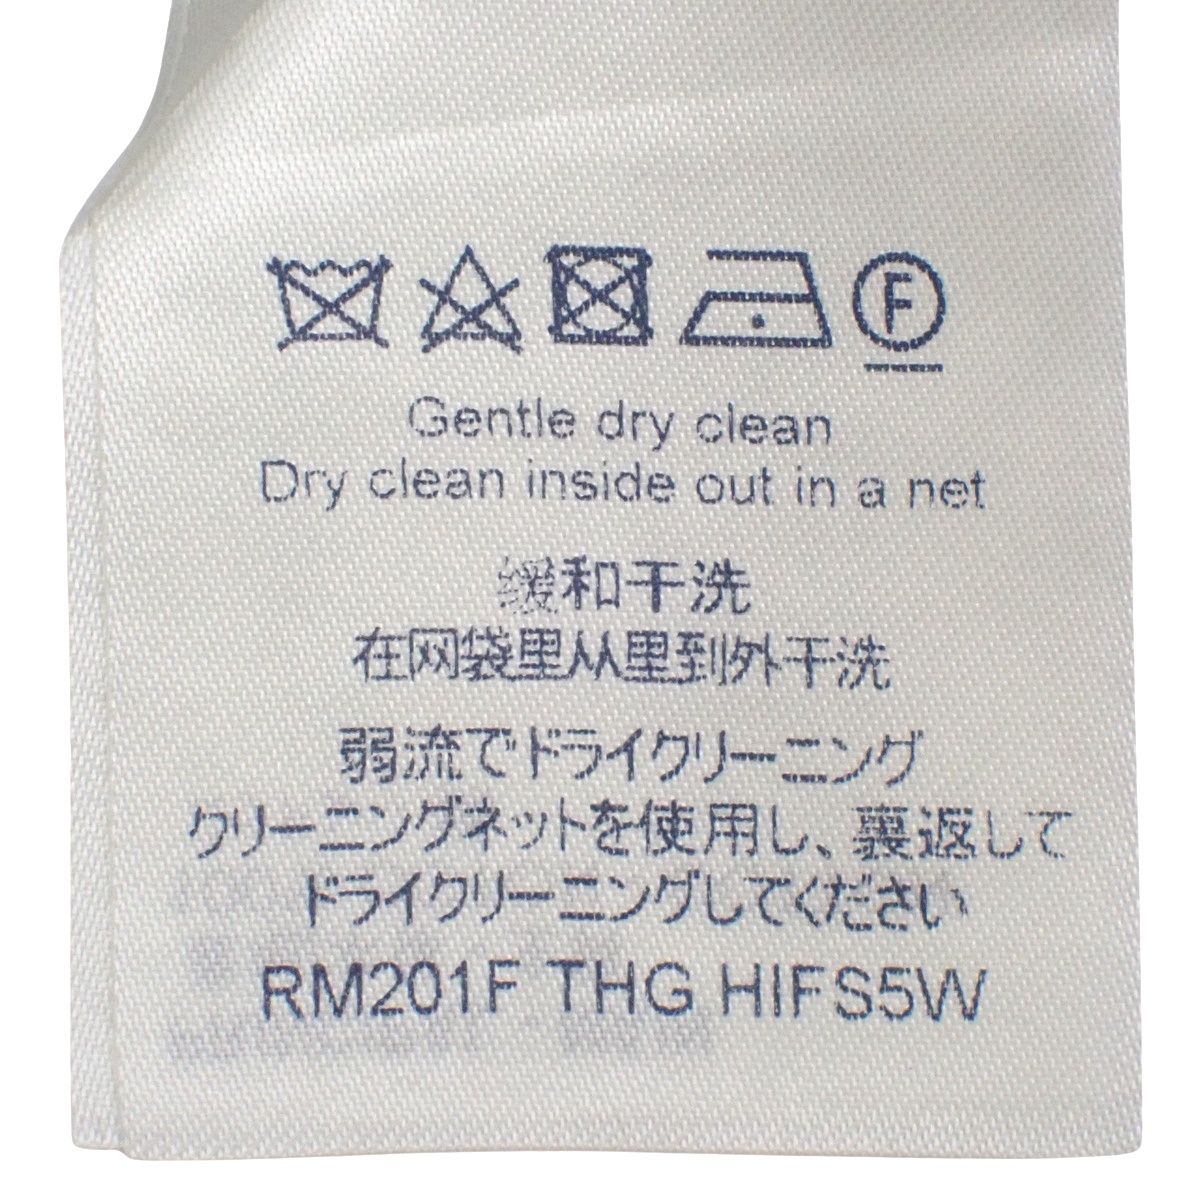 F
Gentle dry clean
Dry clean inside out in a net
缓和干洗
在网袋里从里到外干洗
弱流でドライクリーニング
クリーニングネットを使用し、裏返して
ドライクリーニングしてください
RM201F THG HIFS5W